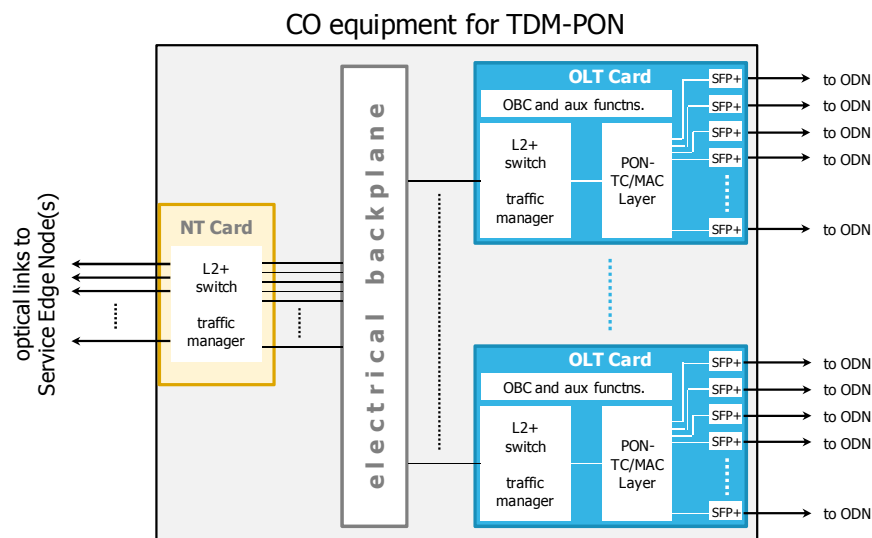 CO equipment for TDM-PON
optical links to
Service Edge Node(s)
NT Card
L2+
switch
traffic
manager
electrical backplane
OLT Card
OBC and aux functns.
L2+
switch
traffic
manager
PON-
TC/MAC
Layer
SFP+
SFP+
SFP+
SFP+
SFP+
to ODN
to ODN
to ODN
to ODN
to ODN
OLT Card
OBC and aux functns.
L2+
switch
traffic
manager
PON-
TC/MAC
Layer
SFP+
SFP+
SFP+
SFP+
SFP+
to ODN
to ODN
to ODN
to ODN
to ODN